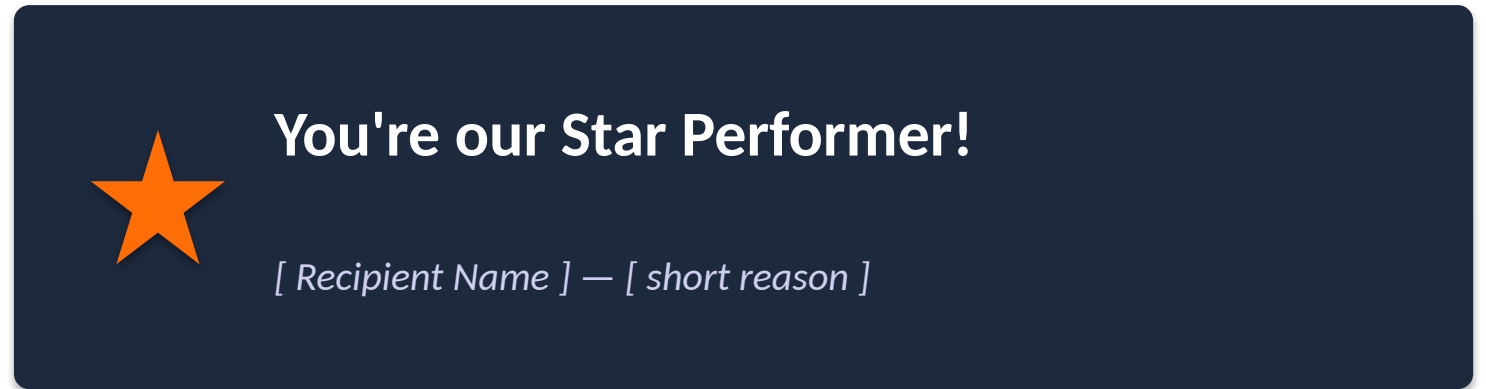 You're our Star Performer!
[ Recipient Name ] — [ short reason ]